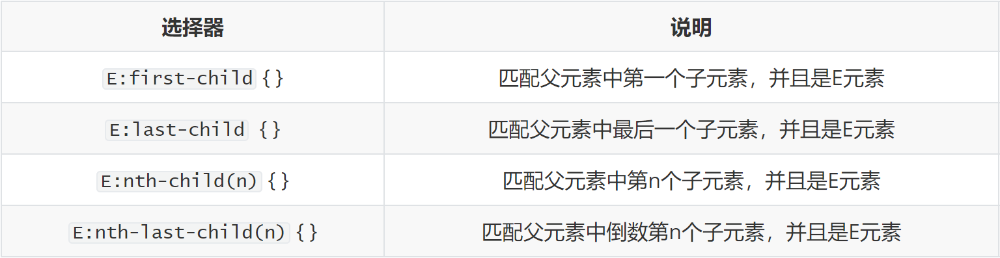 选择器 说明
E:first-child {} 匹配父元素中第一个子元素，并且是E元素
E:last-child {} 匹配父元素中最后一个子元素，并且是E元素
E:nth-child(n) {} 匹配父元素中第n个子元素，并且是E元素
E:nth-last-child(n) {} 匹配父元素中倒数第n个子元素，并且是E元素